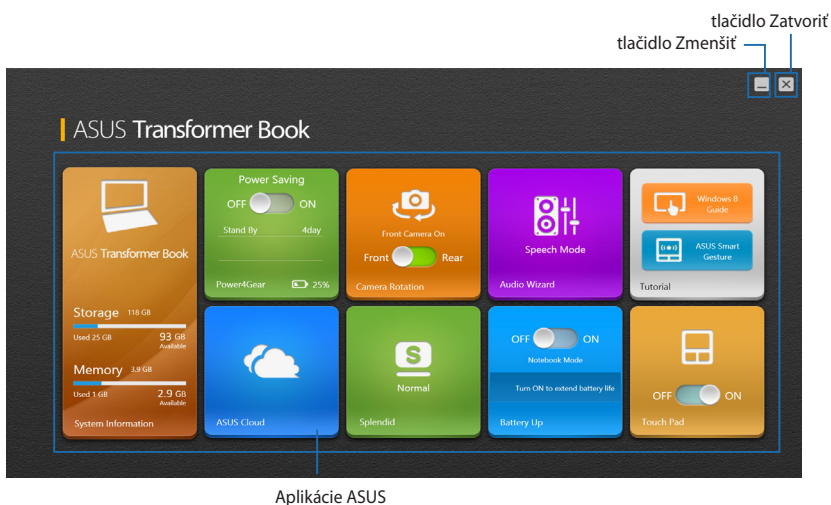 tlačidlo Zatvoriť
tlačidlo Zmenšiť
ASUS Transformer Book
ASUS Transformer Book
Storage 118 GB
Used 25 GB 93 GB
Available
Memory 3.9 GB
Used 1 GB 2.9 GB
Available
System Information
Power Saving
OFF ON
Stand By 4day
Power4Gear 25%
Front Camera On
Front Rear
Camera Rotation
Speech Mode
Audio Wizard
Windows 8
Guide
ASUS Smart
Gesture
Tutorial
ASUS Cloud
S
Normal
Splendid
OFF ON
Notebook Mode
Turn ON to extend battery life
Battery Up
OFF ON
Touch Pad
Aplikácie ASUS